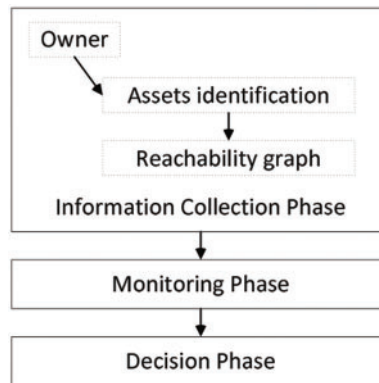 Owner
Assets identification
Reachability graph
Information Collection Phase
Monitoring Phase
Decision Phase